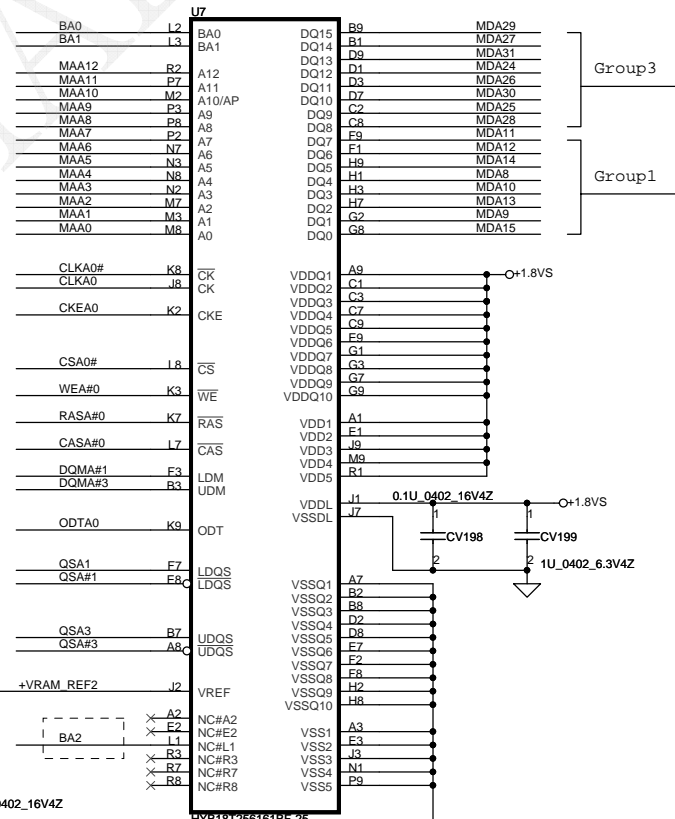 U7
BA0 L2 BA0 DQ15 B9 MDA29
BA1 L3 BA1 DQ14 B1 MDA27
DQ13 D9 MDA31
MAA12 R2 A12 DQ12 D1 MDA24
MAA11 P7 A11 DQ11 D3 MDA26
MAA10 M2 A10/AP DQ10 D7 MDA30
MAA9 P3 A9 DQ9 C2 MDA25
MAA8 P8 A8 DQ8 C8 MDA28
Group3
MAA7 P2 A7 DQ7 F9 MDA11
MAA6 N7 A6 DQ6 F1 MDA12
MAA5 N3 A5 DQ5 H9 MDA14
MAA4 N8 A4 DQ4 H1 MDA8
MAA3 N2 A3 DQ3 H3 MDA10
MAA2 M7 A2 DQ2 H7 MDA13
MAA1 M3 A1 DQ1 G2 MDA9
MAA0 M8 A0 DQ0 G8 MDA15
Group1
CLKA0# K8 CK VDDQ1 A9 +1.8VS
CLKA0 J8 CK VDDQ2 C1
VDDQ3 C3
CKEA0 K2 CKE VDDQ4 C7
VDDQ5 C9
VDDQ6 E9
VDDQ7 G1
CSA0# L8 CS VDDQ8 G3
VDDQ9 G7
WEA#0 K3 WE VDDQ10 G9
RASA#0 K7 RAS VDD1 A1
VDD2 E1
CASA#0 L7 CAS VDD3 J9
VDD4 M9
DQMA#1 F3 LDM VDD5 R1
DQMA#3 B3 UDM
VDDL J1 0.1U_0402_16V4Z +1.8VS
VSSDL J7 1 1
ODTA0 K9 ODT CV198 CV199
2 2 1U_0402_6.3V4Z
QSA1 F7 LDQS
QSA#1 E8 LDQS VSSQ1 A7
VSSQ2 B2
VSSQ3 B8
VSSQ4 D2
QSA3 B7 UDQS VSSQ5 D8
QSA#3 A8 UDQS VSSQ6 E7
VSSQ7 F2
VSSQ8 F8
+VRAM_REF2 J2 VREF VSSQ9 H2
VSSQ10 H8
A2 NC#A2
E2 NC#E2 VSS1 A3
BA2 L1 NC#L1 VSS2 E3
R3 NC#R3 VSS3 J3
R7 NC#R7 VSS4 N1
R8 NC#R8 VSS5 P9
0402_16V4Z